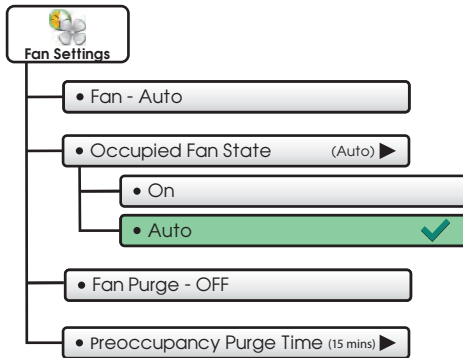 Fan Settings
• Fan - Auto
• Occupied Fan State (Auto) ▶
• On
• Auto
• Fan Purge - OFF
• Preoccupancy Purge Time (15 mins) ▶